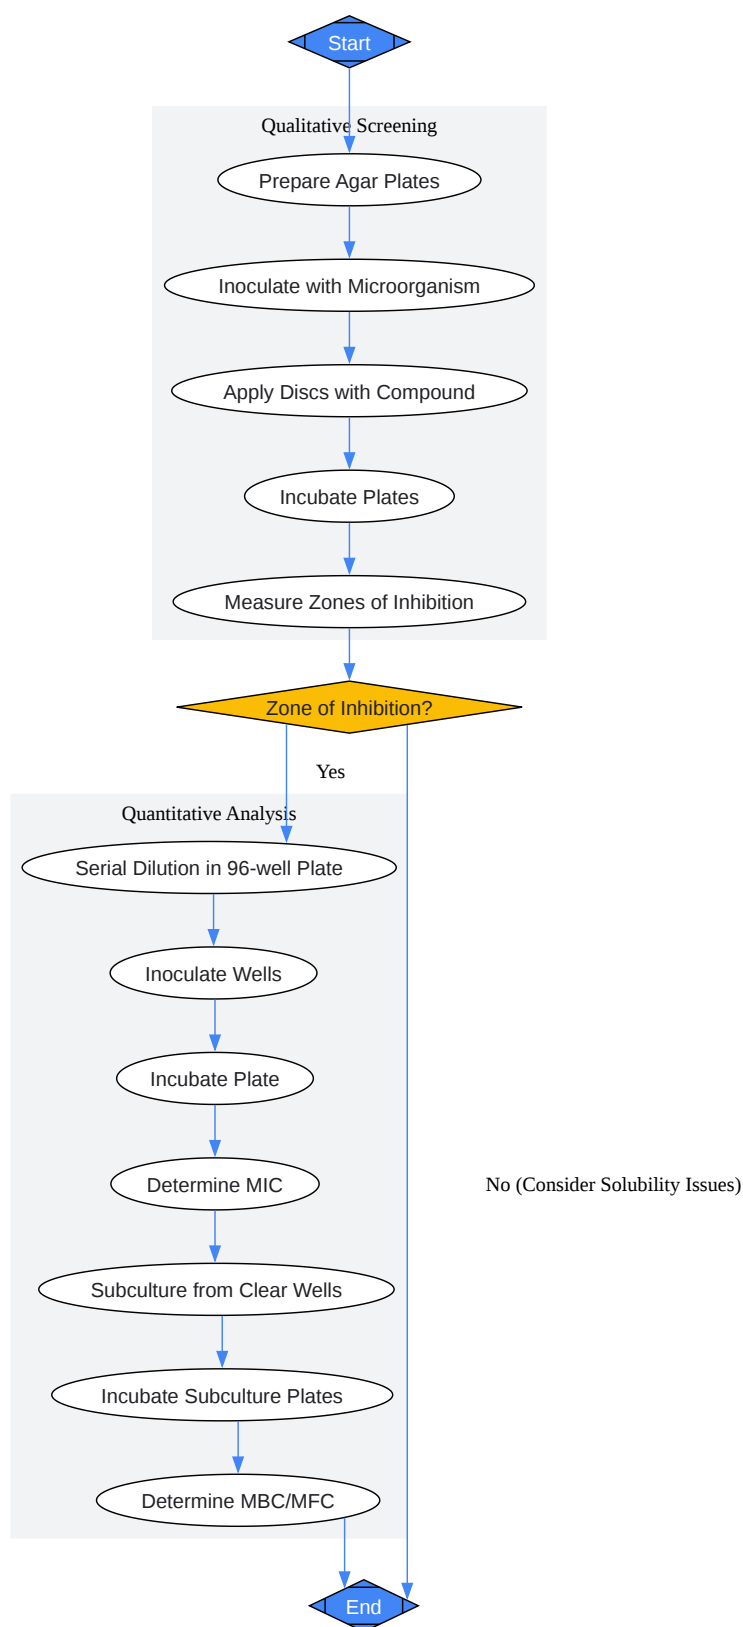 Start
Qualitative Screening
Prepare Agar Plates
Inoculate with Microorganism
Apply Discs with Compound
Incubate Plates
Measure Zones of Inhibition
Zone of Inhibition?
Yes
Quantitative Analysis
Serial Dilution in 96-well Plate
Inoculate Wells
Incubate Plate
Determine MIC
No (Consider Solubility Issues)
Subculture from Clear Wells
Incubate Subculture Plates
Determine MBC/MFC
End